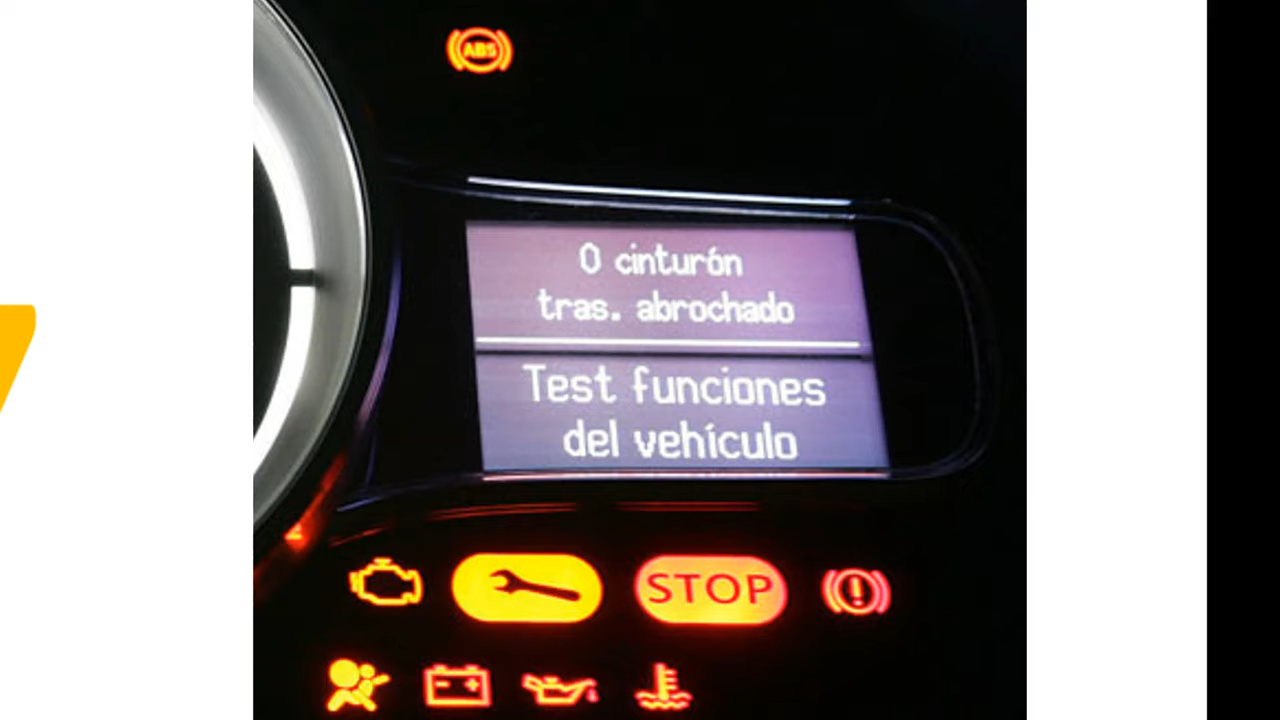 ABS
0 cinturón
tras. abrochado
Test funciones
del vehículo
STOP